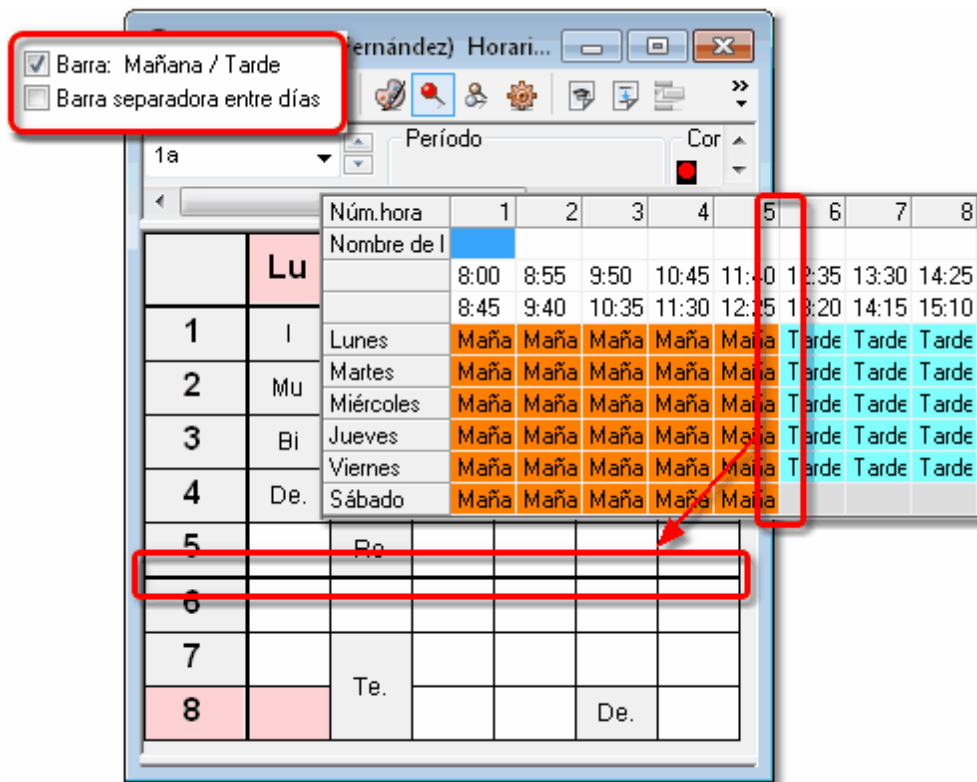 ernández) Horari...
Barra: Mañana / Tarde
Barra separadora entre días
1a
Período
Cor
Núm.hora 1 2 3 4 5 6 7 8
Nombre de l
8:00 8:55 9:50 10:45 11:40 12:35 13:30 14:25
8:45 9:40 10:35 11:30 12:25 13:20 14:15 15:10
Lunes Maña Maña Maña Maña Maña Tarde Tarde Tarde
Martes Maña Maña Maña Maña Maña Tarde Tarde Tarde
Miércoles Maña Maña Maña Maña Maña Tarde Tarde Tarde
Jueves Maña Maña Maña Maña Maña Tarde Tarde Tarde
Viernes Maña Maña Maña Maña Maña Tarde Tarde Tarde
Sábado Maña Maña Maña Maña Maña
Lu
1 I
2 Mu
3 Bi
4 De.
5 Re
6
7
Te.
8 De.